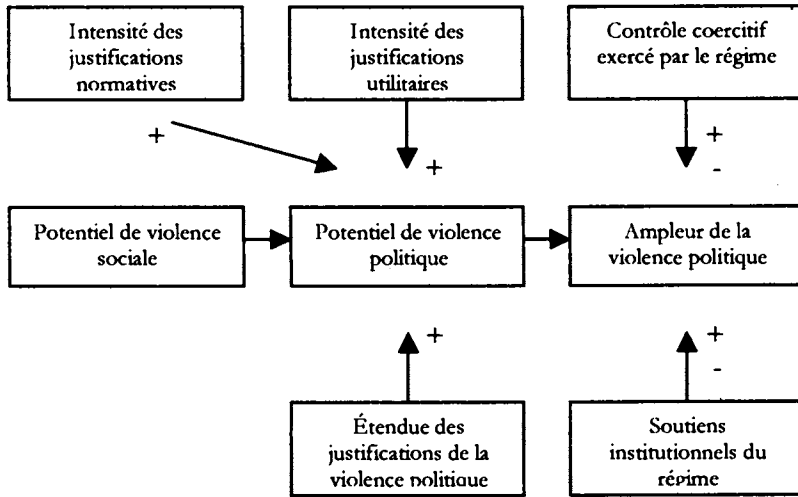 Intensité des
justifications
normatives
Intensité des
justifications
utilitaires
Contrôle coercitif
exercé par le régime
+
+
+
-
Potentiel de violence
sociale
Potentiel de violence
politique
Ampleur de la
violence politique
+
+
-
Étendue des
justifications de la
violence politique
Soutiens
institutionnels du
régime